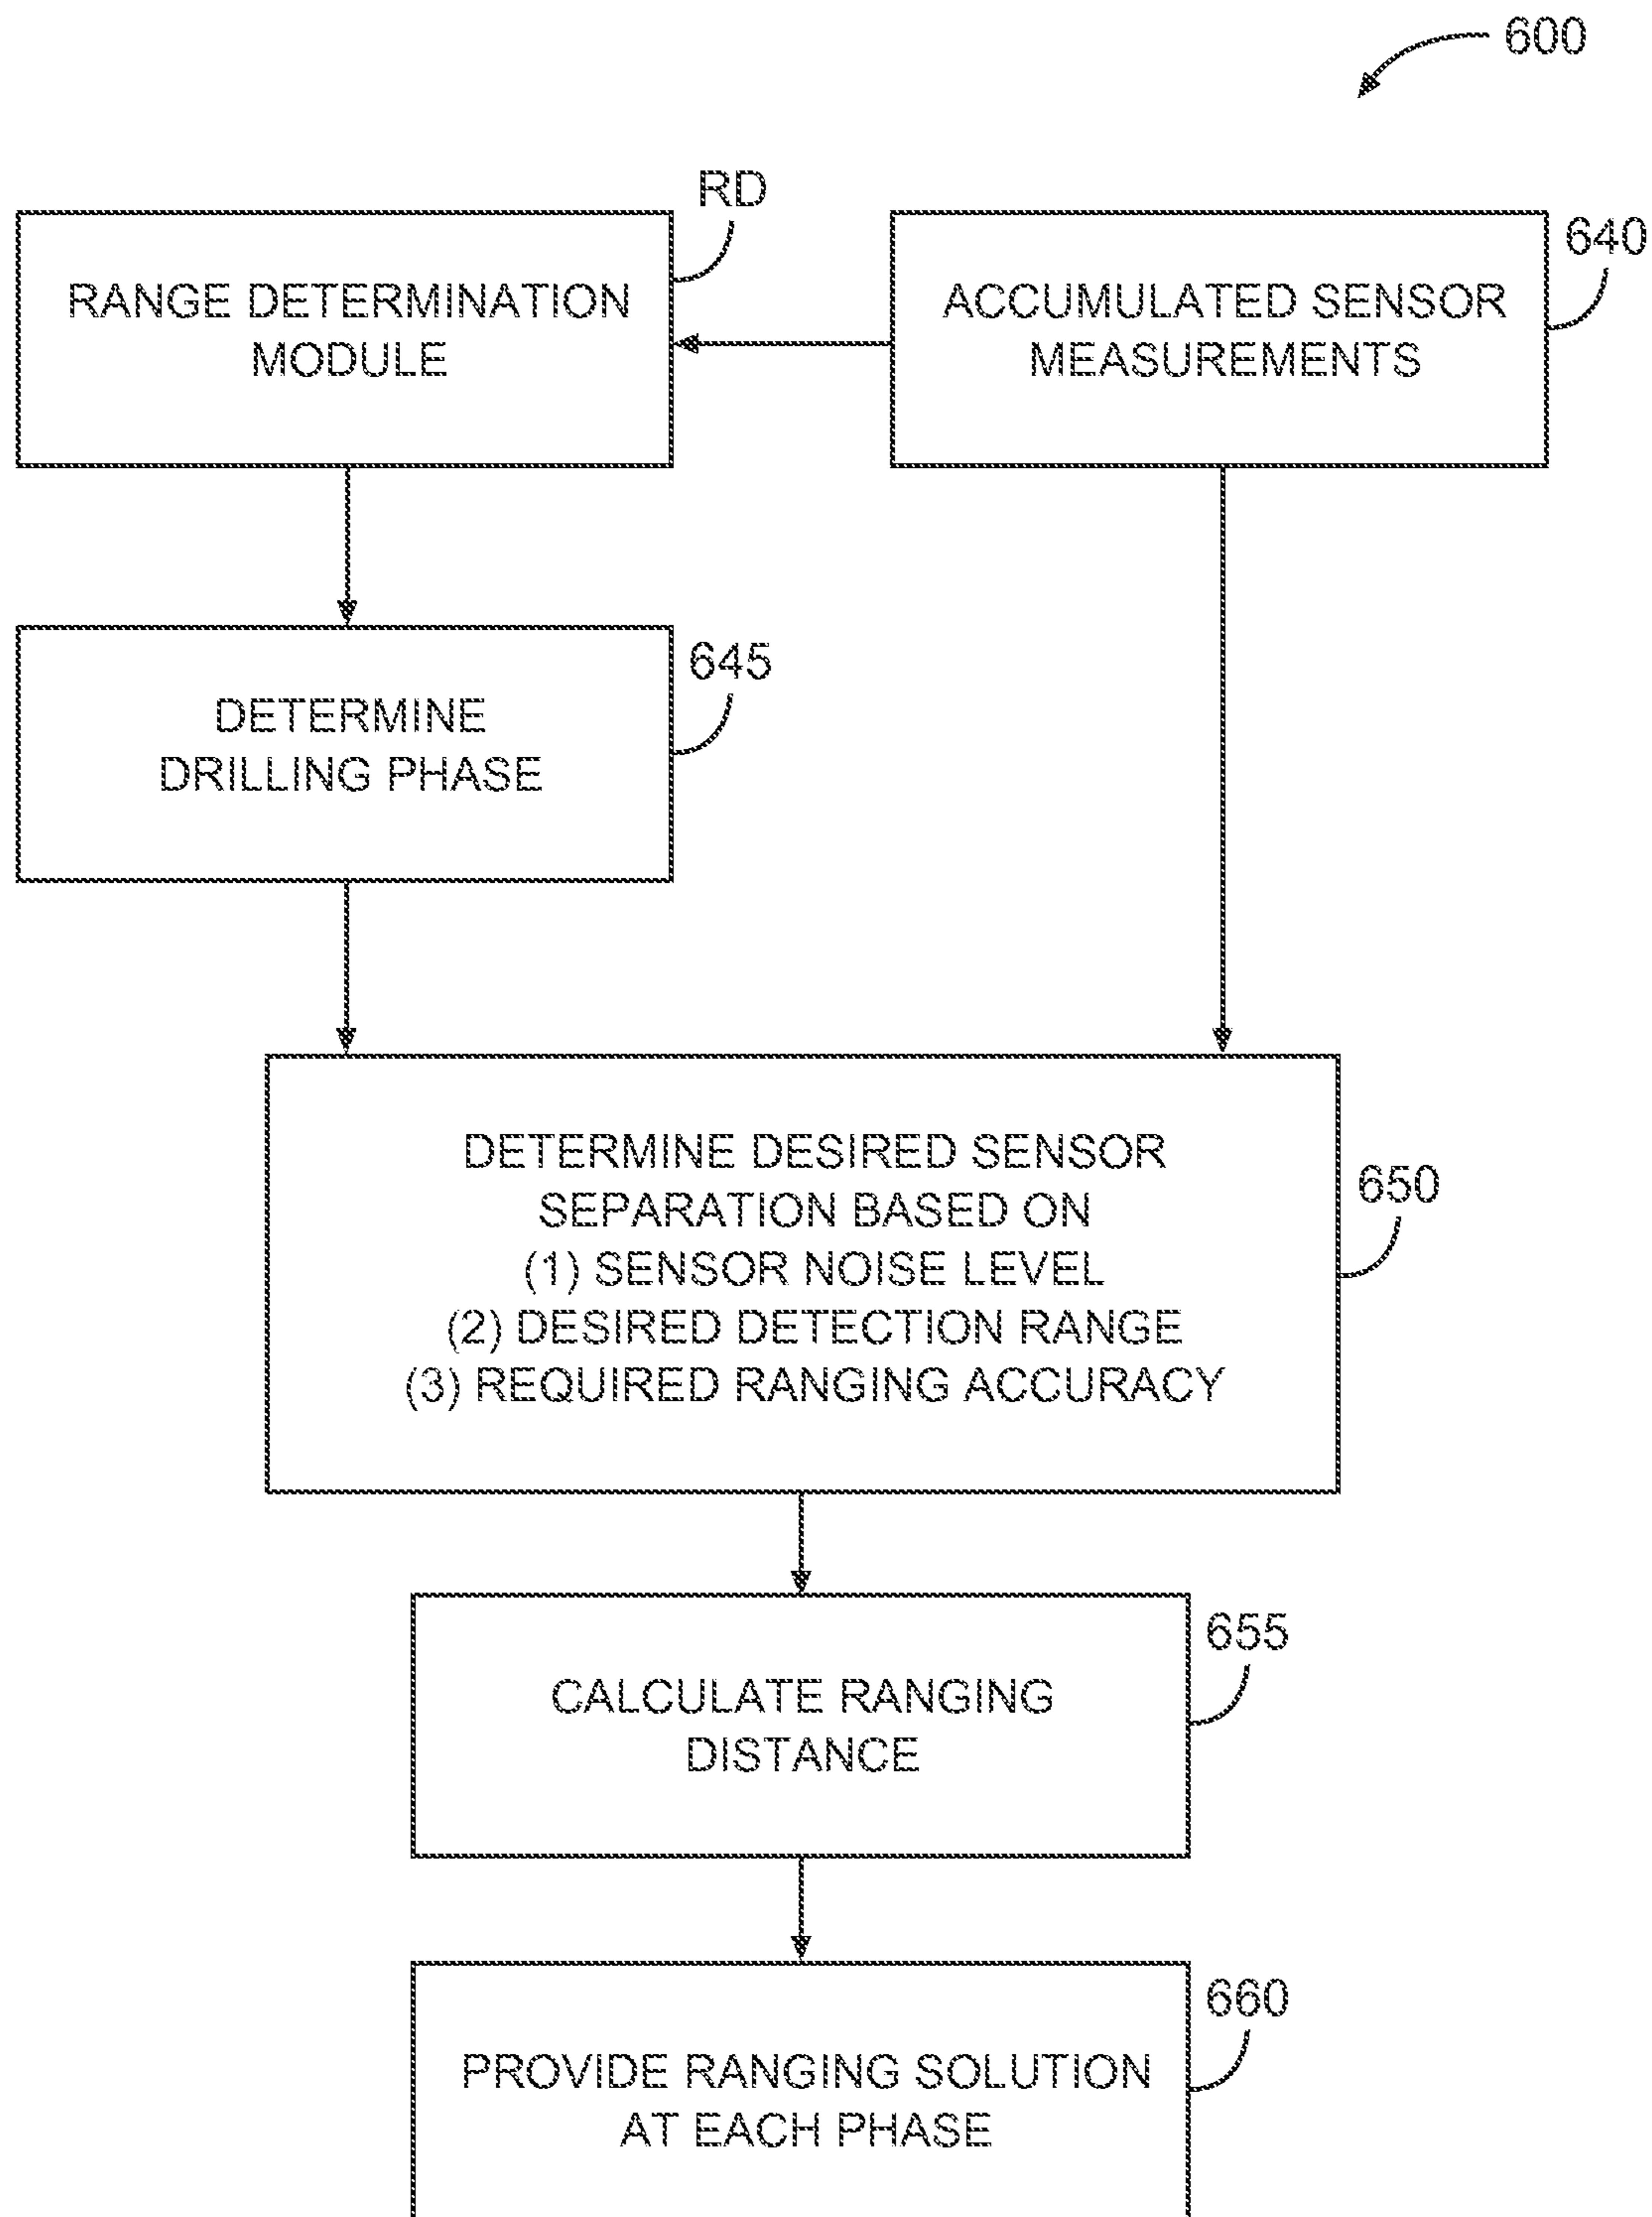 600
RD
RANGE DETERMINATION
MODULE
640
ACCUMULATED SENSOR
MEASUREMENTS
645
DETERMINE
DRILLING PHASE
650
DETERMINE DESIRED SENSOR
SEPARATION BASED ON
(1) SENSOR NOISE LEVEL
(2) DESIRED DETECTION RANGE
(3) REQUIRED RANGING ACCURACY
655
CALCULATE RANGING
DISTANCE
660
PROVIDE RANGING SOLUTION
AT EACH PHASE